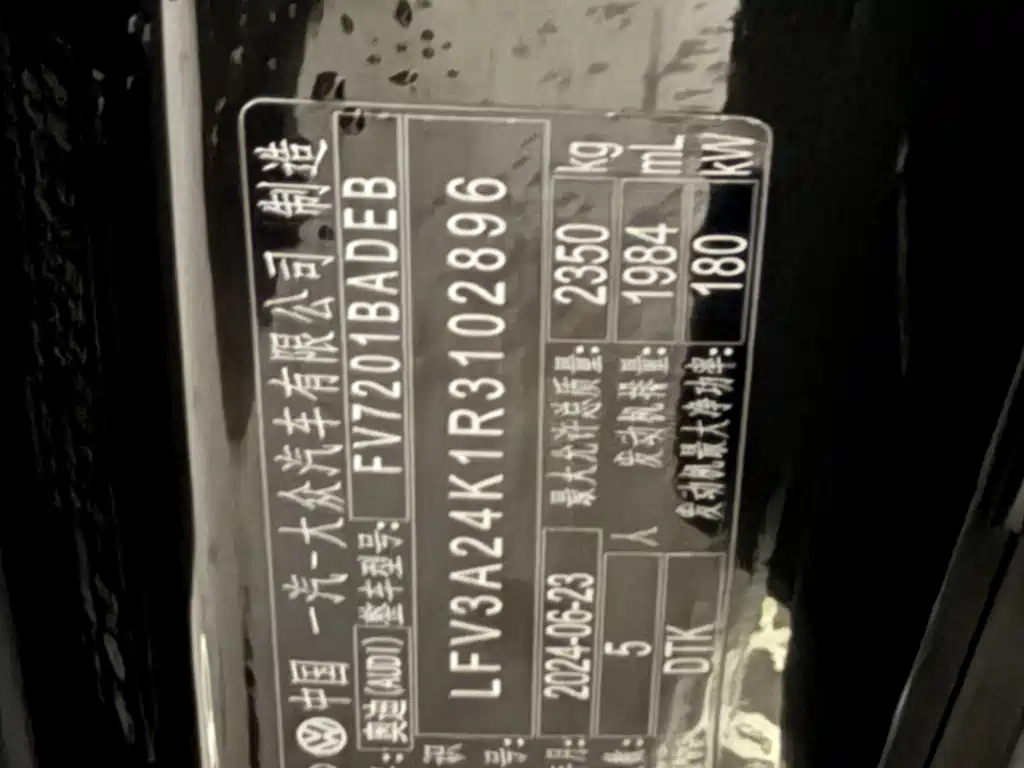 中国 一汽-大众汽车有限公司 制造
奥迪(AUDI) 整车型号: FV7201BADEB
LFV3A24K1R3102896
2024-06-23 最大允许总质量: 2350 kg
5 人 发动机排量: 1984 mL
DTK 发动机最大净功率: 180 kW